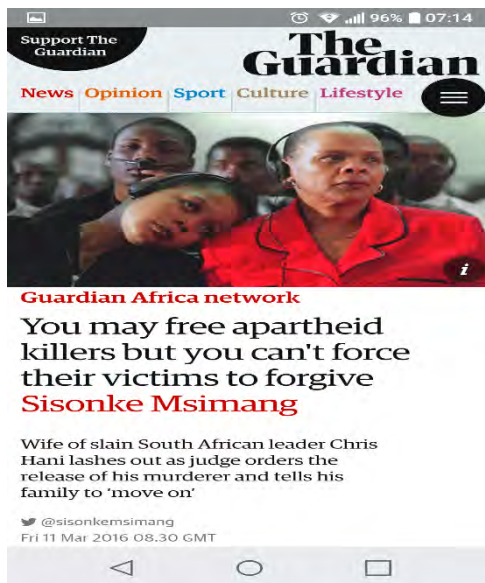 96% 07:14
Support The
Guardian
The
Guardian
News Opinion Sport Culture Lifestyle
i
Guardian Africa network
You may free apartheid
killers but you can't force
their victims to forgive
Sisonke Msimang
Wife of slain South African leader Chris
Hani lashes out as judge orders the
release of his murderer and tells his
family to ‘move on’
@sisonkemsimang
Fri 11 Mar 2016 08.30 GMT